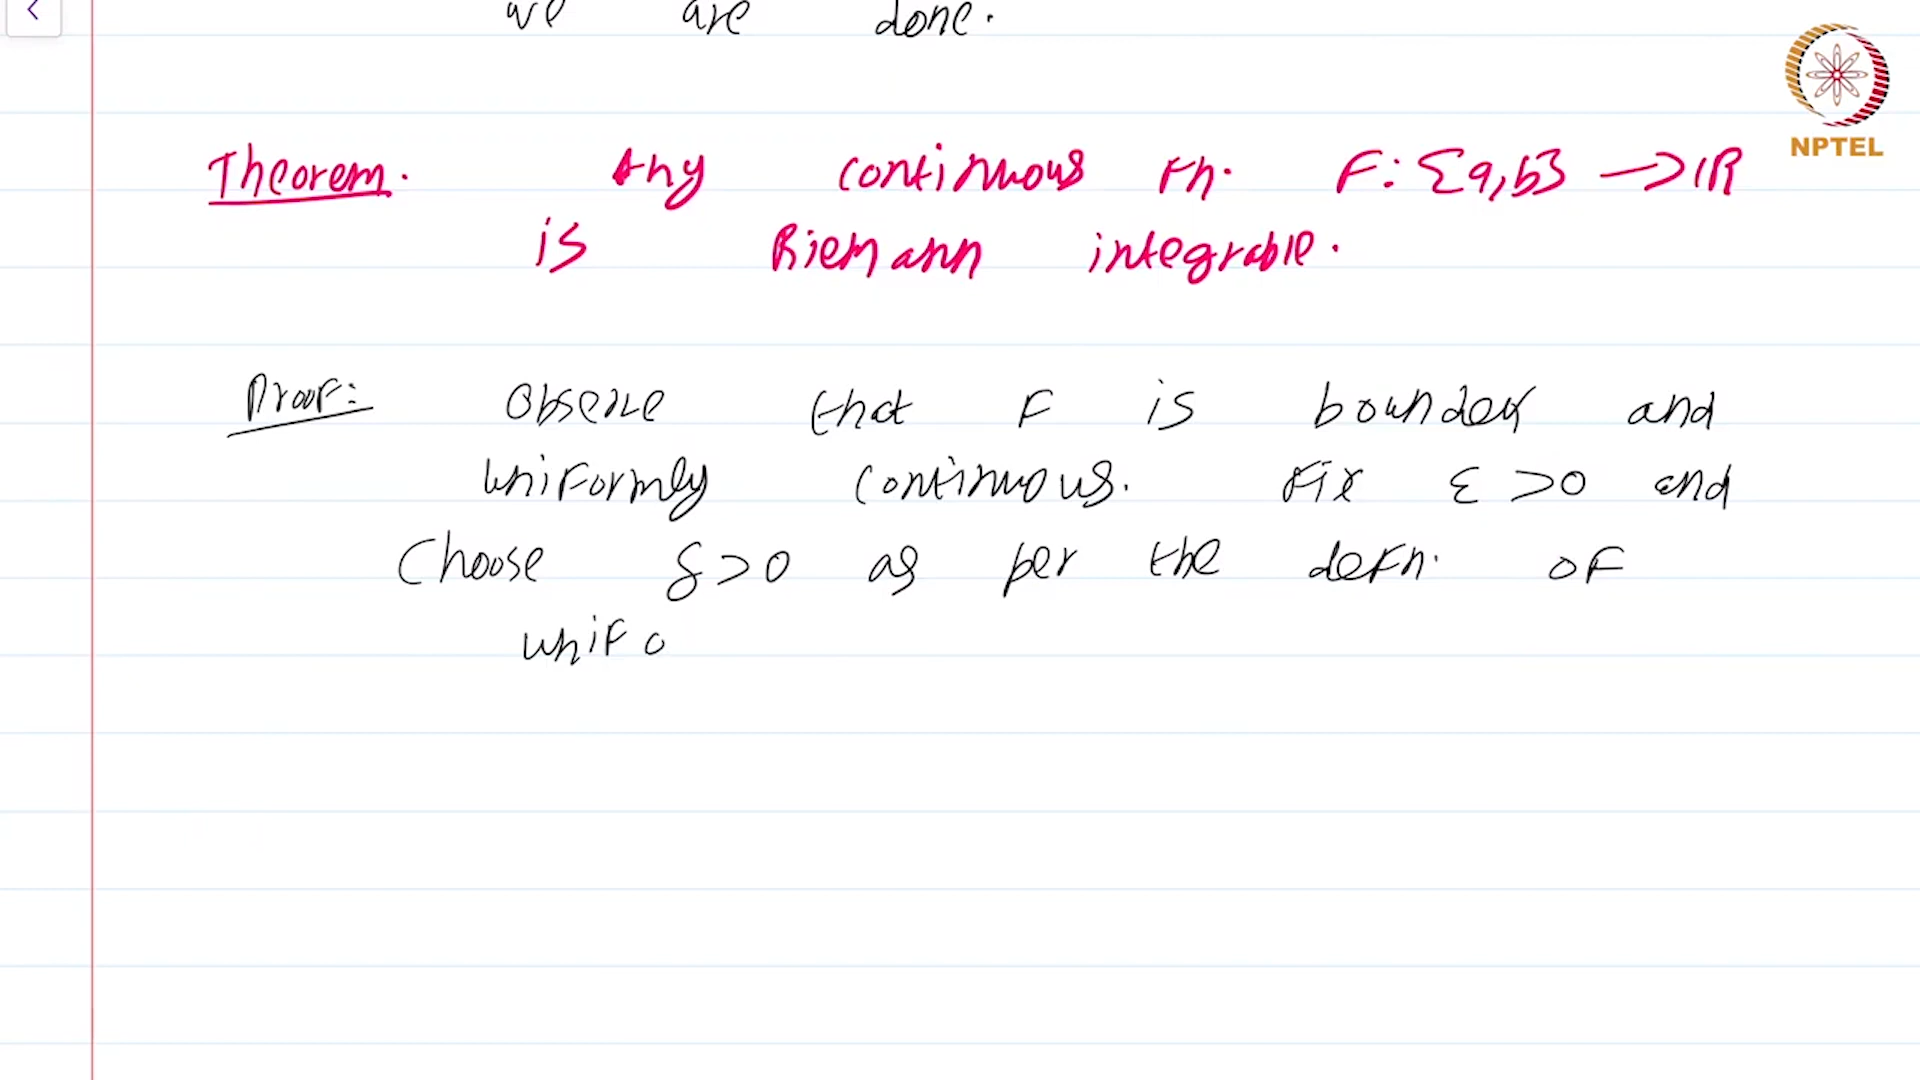 we are done.
NPTEL
Theorem. Any continuous fn. F: [a,b] → ℝ
is Riemann integrable.
Proof: Observe that F is bounded and
uniformly continuous. Fix ε > 0 and
choose δ > 0 as per the defn. of
unifo